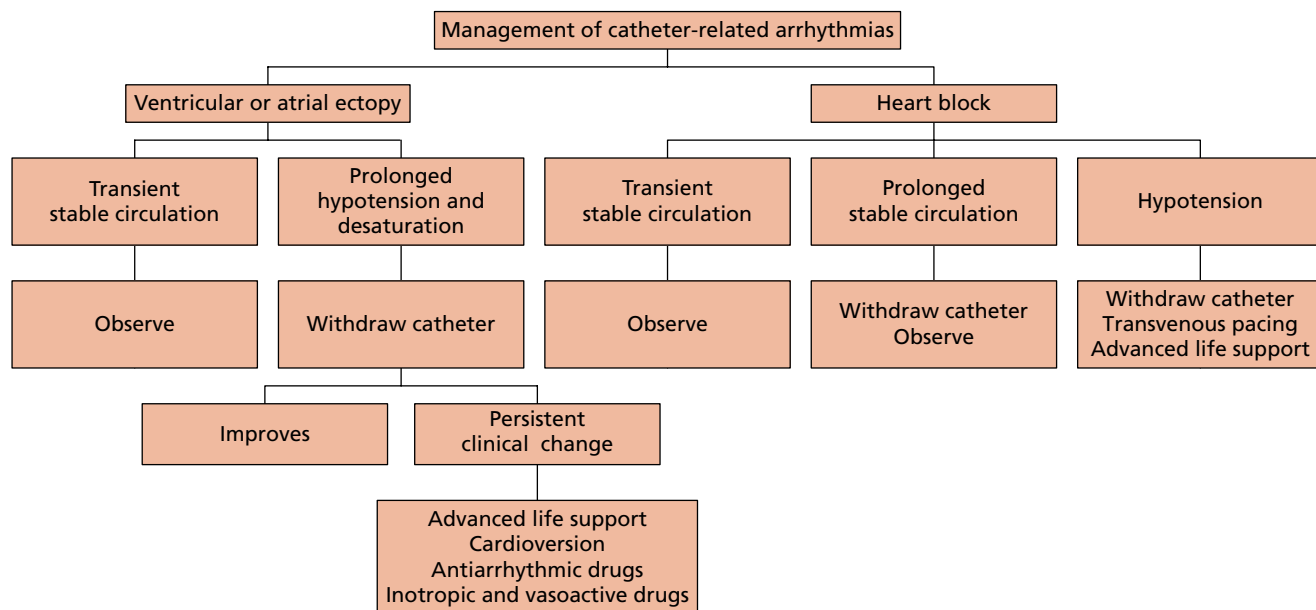 Management of catheter-related arrhythmias
Ventricular or atrial ectopy
Heart block
Transient
stable circulation
Prolonged
hypotension and
desaturation
Transient
stable circulation
Prolonged
stable circulation
Hypotension
Observe
Withdraw catheter
Observe
Withdraw catheter
Observe
Withdraw catheter
Transvenous pacing
Advanced life support
Improves
Persistent
clinical change
Advanced life support
Cardioversion
Antiarrhythmic drugs
Inotropic and vasoactive drugs